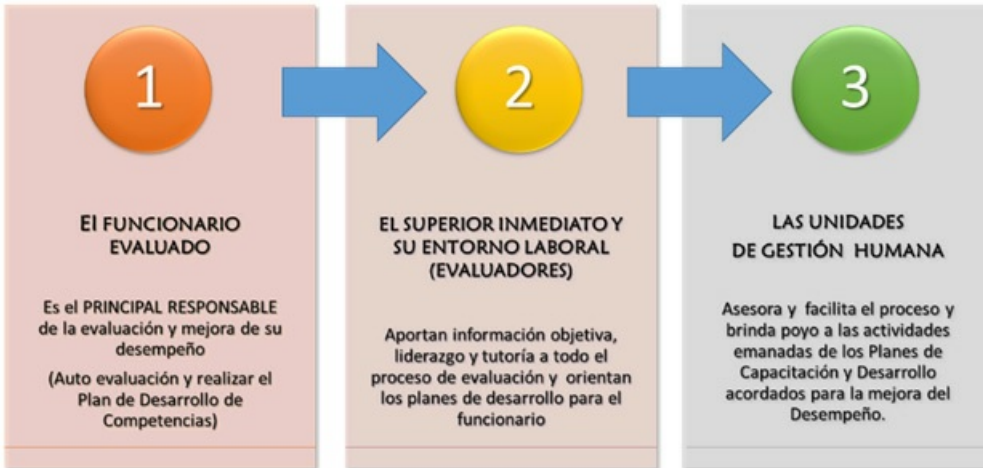 1
El FUNCIONARIO
EVALUADO
Es el PRINCIPAL RESPONSABLE
de la evaluación y mejora de su
desempeño
(Auto evaluación y realizar el
Plan de Desarrollo de
Competencias)
2
EL SUPERIOR INMEDIATO Y
SU ENTORNO LABORAL
(EVALUADORES)
Aportan información objetiva,
liderazgo y tutoría a todo el
proceso de evaluación y orientan
los planes de desarrollo para el
funcionario
3
LAS UNIDADES
DE GESTIÓN HUMANA
Asesora y facilita el proceso y
brinda poyo a las actividades
emanadas de los Planes de
Capacitación y Desarrollo
acordados para la mejora del
Desempeño.